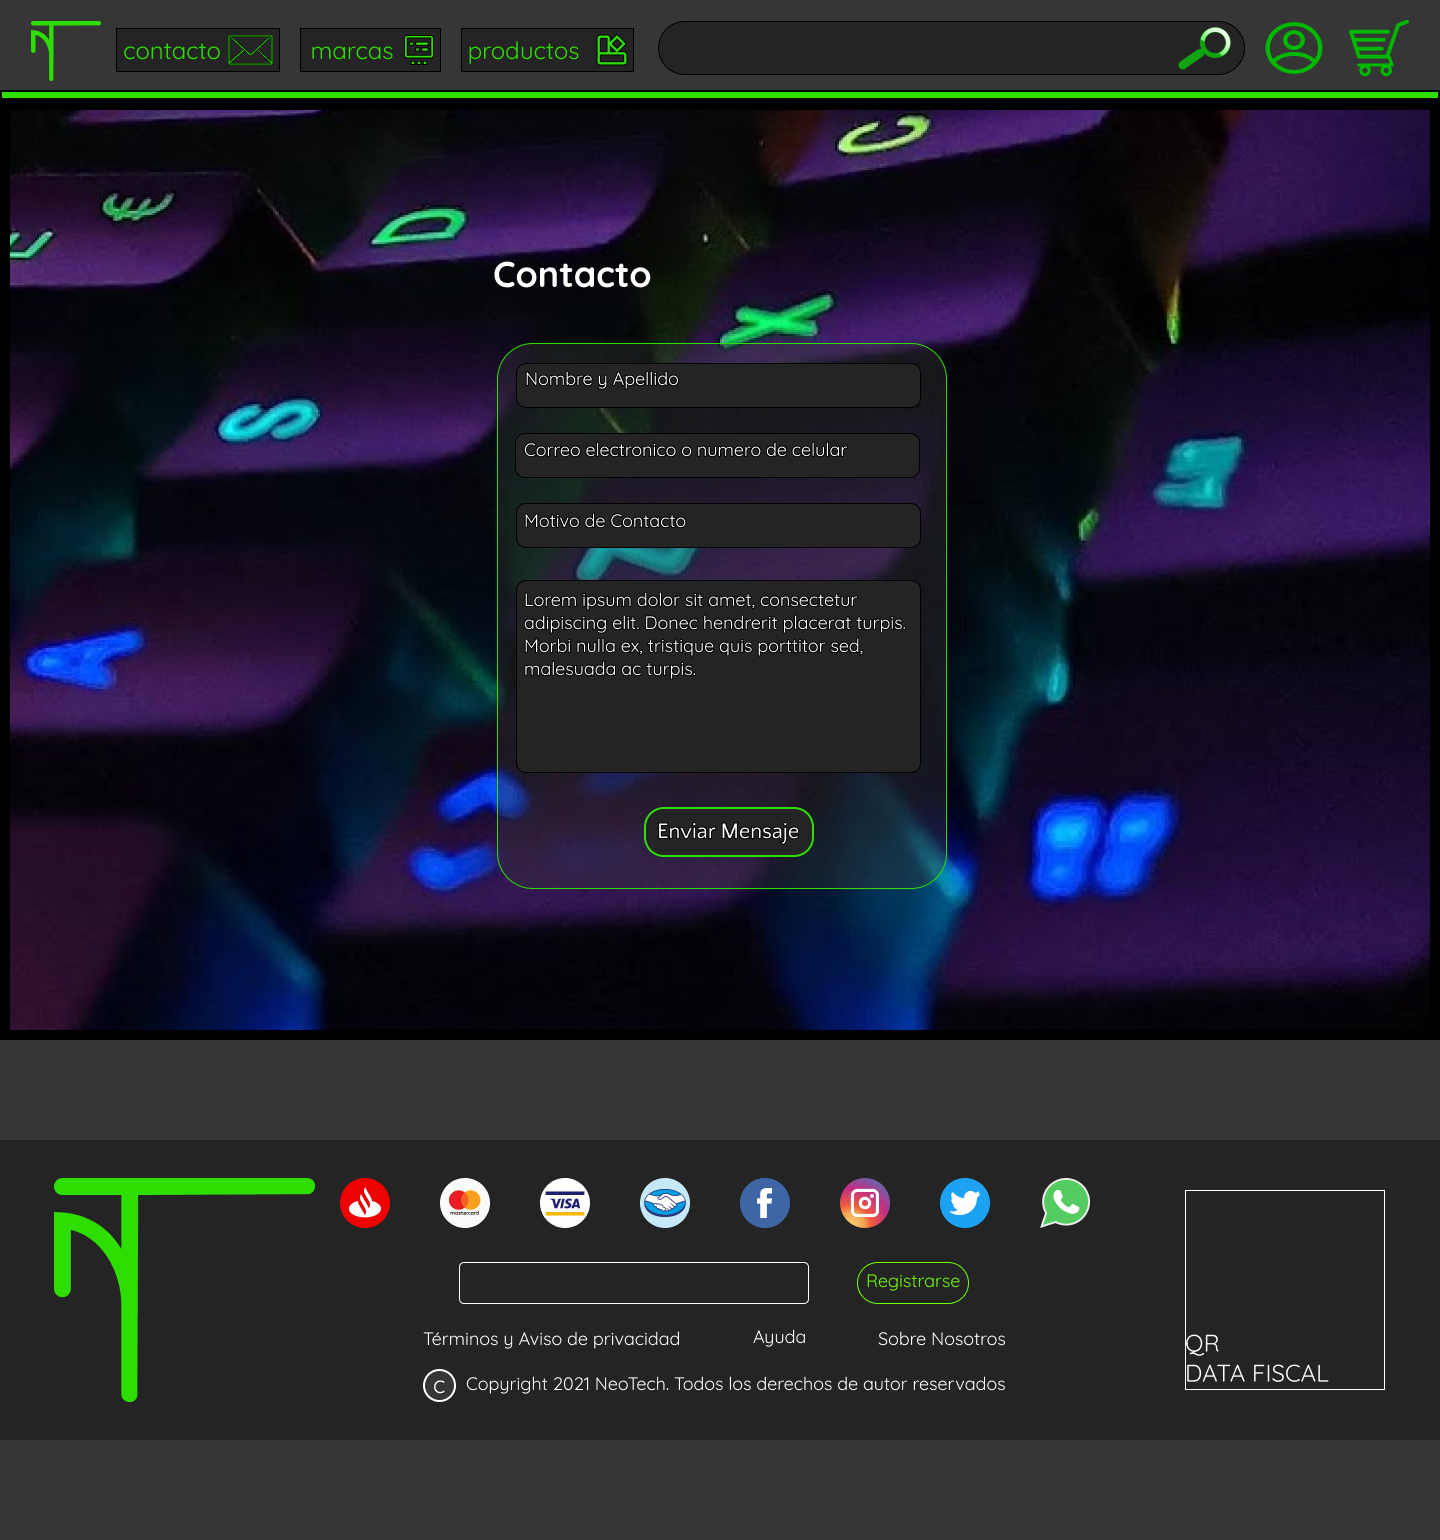 contacto
marcas
productos
Contacto
Nombre y Apellido
Correo electronico o numero de celular
Motivo de Contacto
Lorem ipsum dolor sit amet, consectetur
adipiscing elit. Donec hendrerit placerat turpis.
Morbi nulla ex, tristique quis porttitor sed,
malesuada ac turpis.
Enviar Mensaje
mastercard
VISA
Registrarse
Términos y Aviso de privacidad
Ayuda
Sobre Nosotros
C Copyright 2021 NeoTech. Todos los derechos de autor reservados
QR
DATA FISCAL
E
D
C
X
S
A